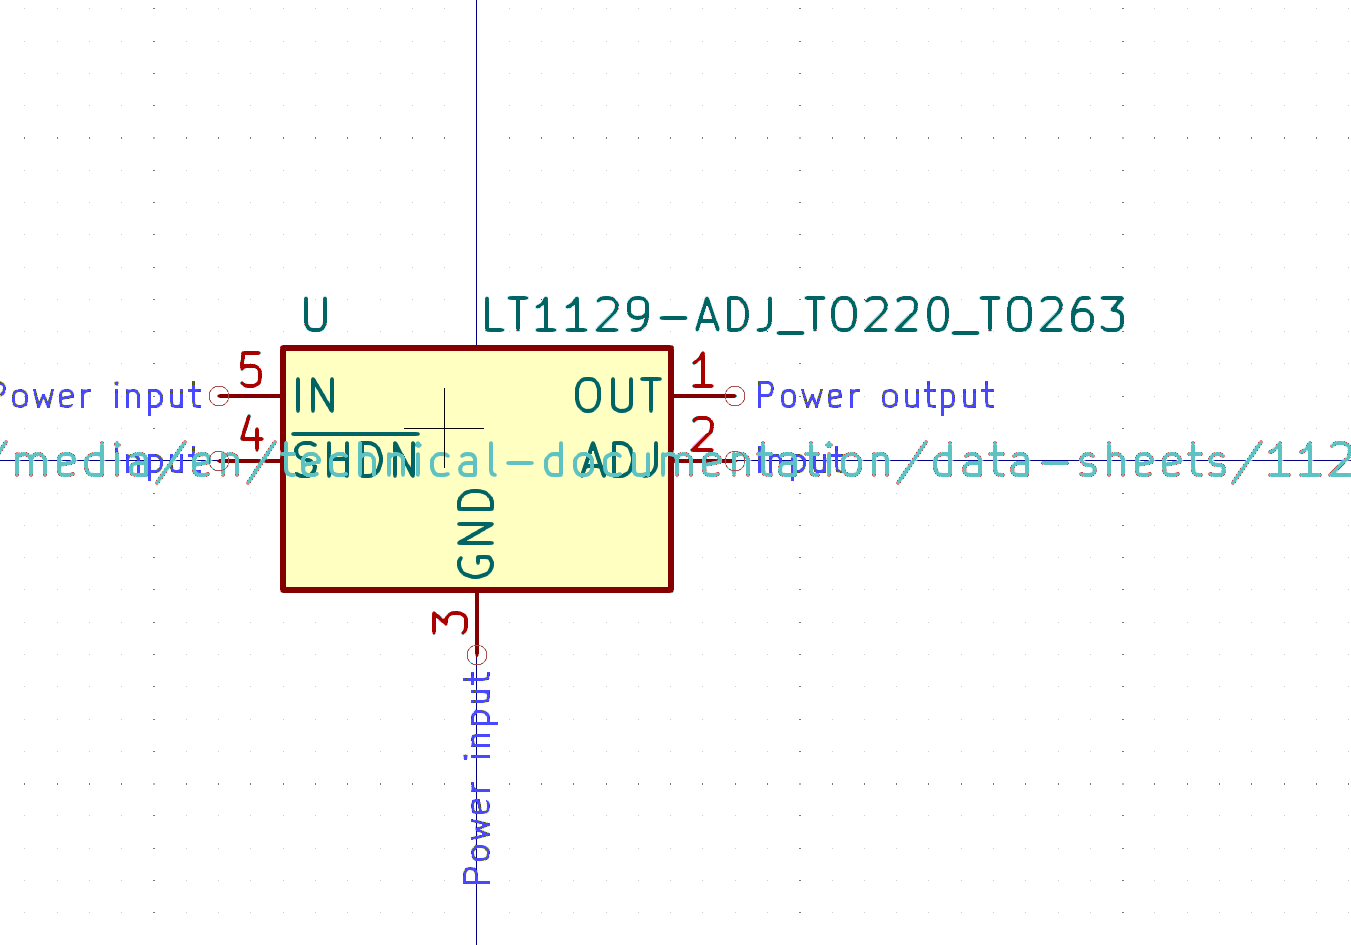 U LT1129-ADJ_TO220_TO263
5 1
Power input IN OUT Power output
4 2
/media/en/technical-documentation/data-sheets/112
Input SHDN ADJ Input
GND
3
Power input